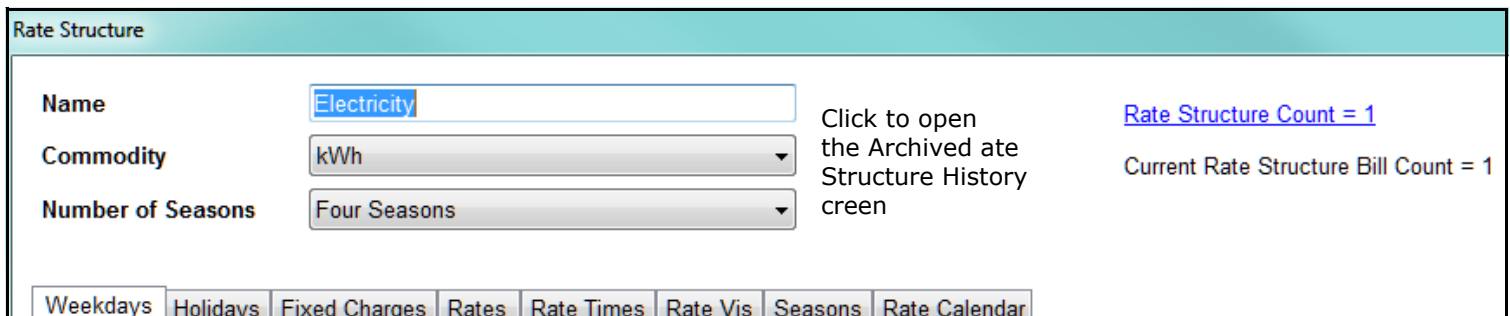 Rate Structure
Name
Electricity
Click to open
the Archived ate
Structure History
creen
Rate Structure Count = 1
Commodity
kWh
Current Rate Structure Bill Count = 1
Number of Seasons
Four Seasons
Weekdays Holidays Fixed Charges Rates Rate Times Rate Vis Seasons Rate Calendar